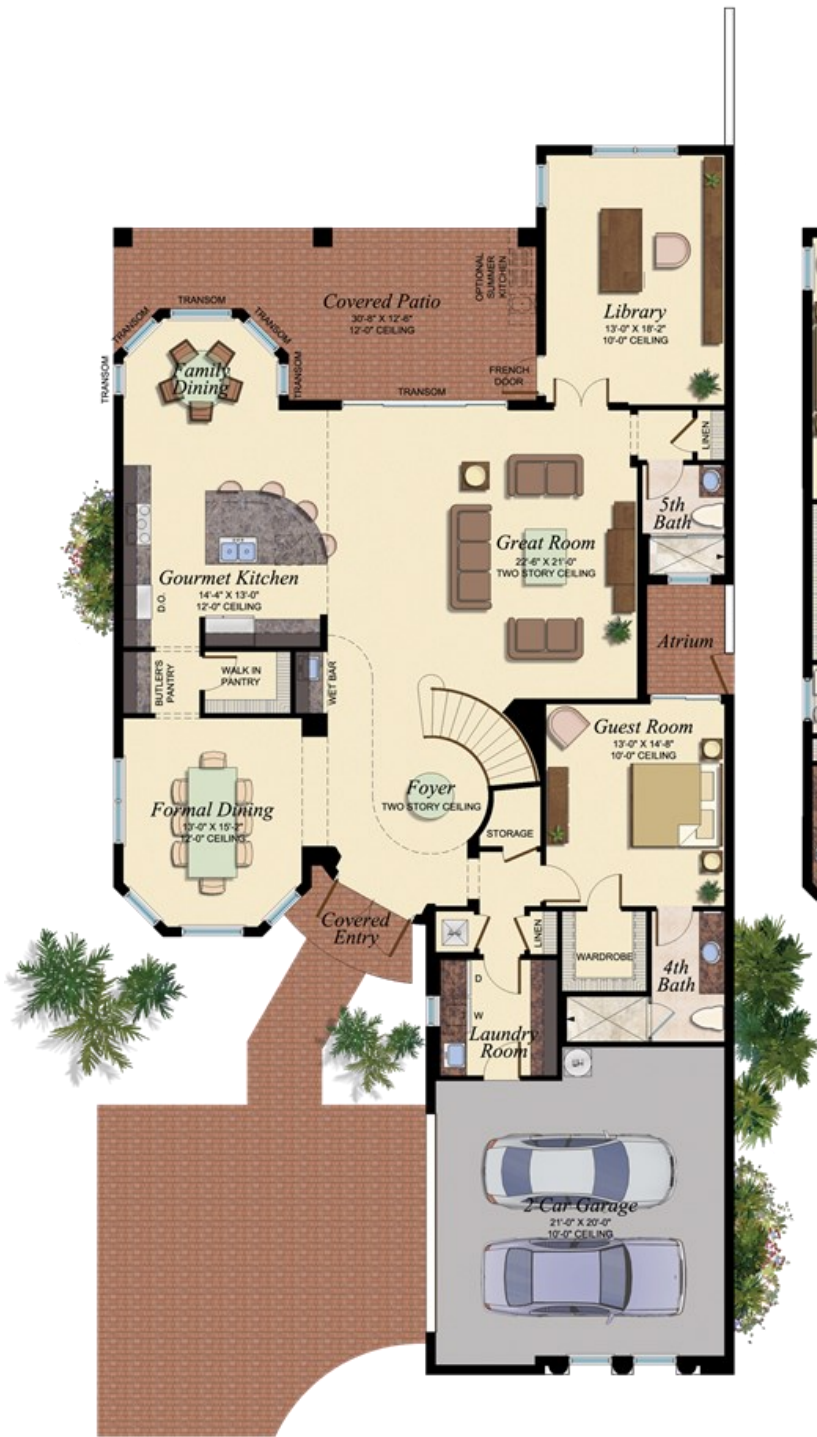 TRANSOM
TRANSOM
TRANSOM
TRANSOM
TRANSOM
Covered Patio
30'-8" X 12'-6"
12'-0" CEILING
OPTIONAL
SUMMER
KITCHEN
Library
13'-0" X 18'-2"
10'-0" CEILING
Family
Dining
FRENCH
DOOR
TRANSOM
LINEN
5th
Bath
Great Room
22'-6" X 21'-0"
TWO STORY CEILING
Gourmet Kitchen
14'-4" X 13'-0"
12'-0" CEILING
D.O.
Atrium
BUTLER'S
PANTRY
WALK IN
PANTRY
WET BAR
Guest Room
13'-0" X 14'-8"
10'-0" CEILING
Foyer
TWO STORY CEILING
Formal Dining
13'-0" X 15'-2"
12'-0" CEILING
STORAGE
Covered
Entry
LINEN
WARDROBE
4th
Bath
D
W
Laundry
Room
2 Car Garage
21'-0" X 20'-0"
10'-0" CEILING